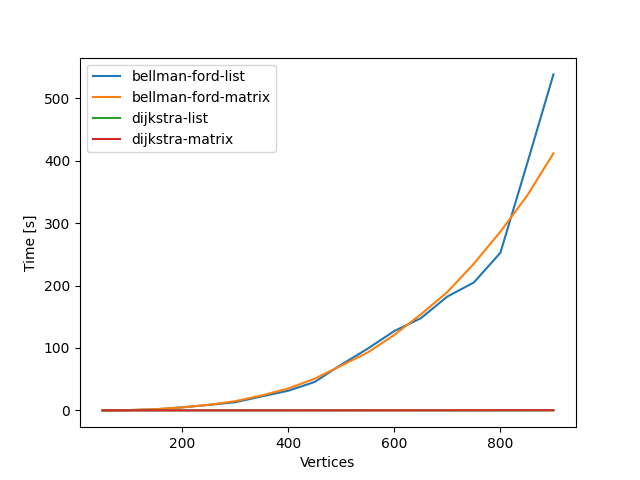 bellman-ford-list
bellman-ford-matrix
dijkstra-list
dijkstra-matrix
500
400
300
200
100
0
Time [s]
200 400 600 800
Vertices